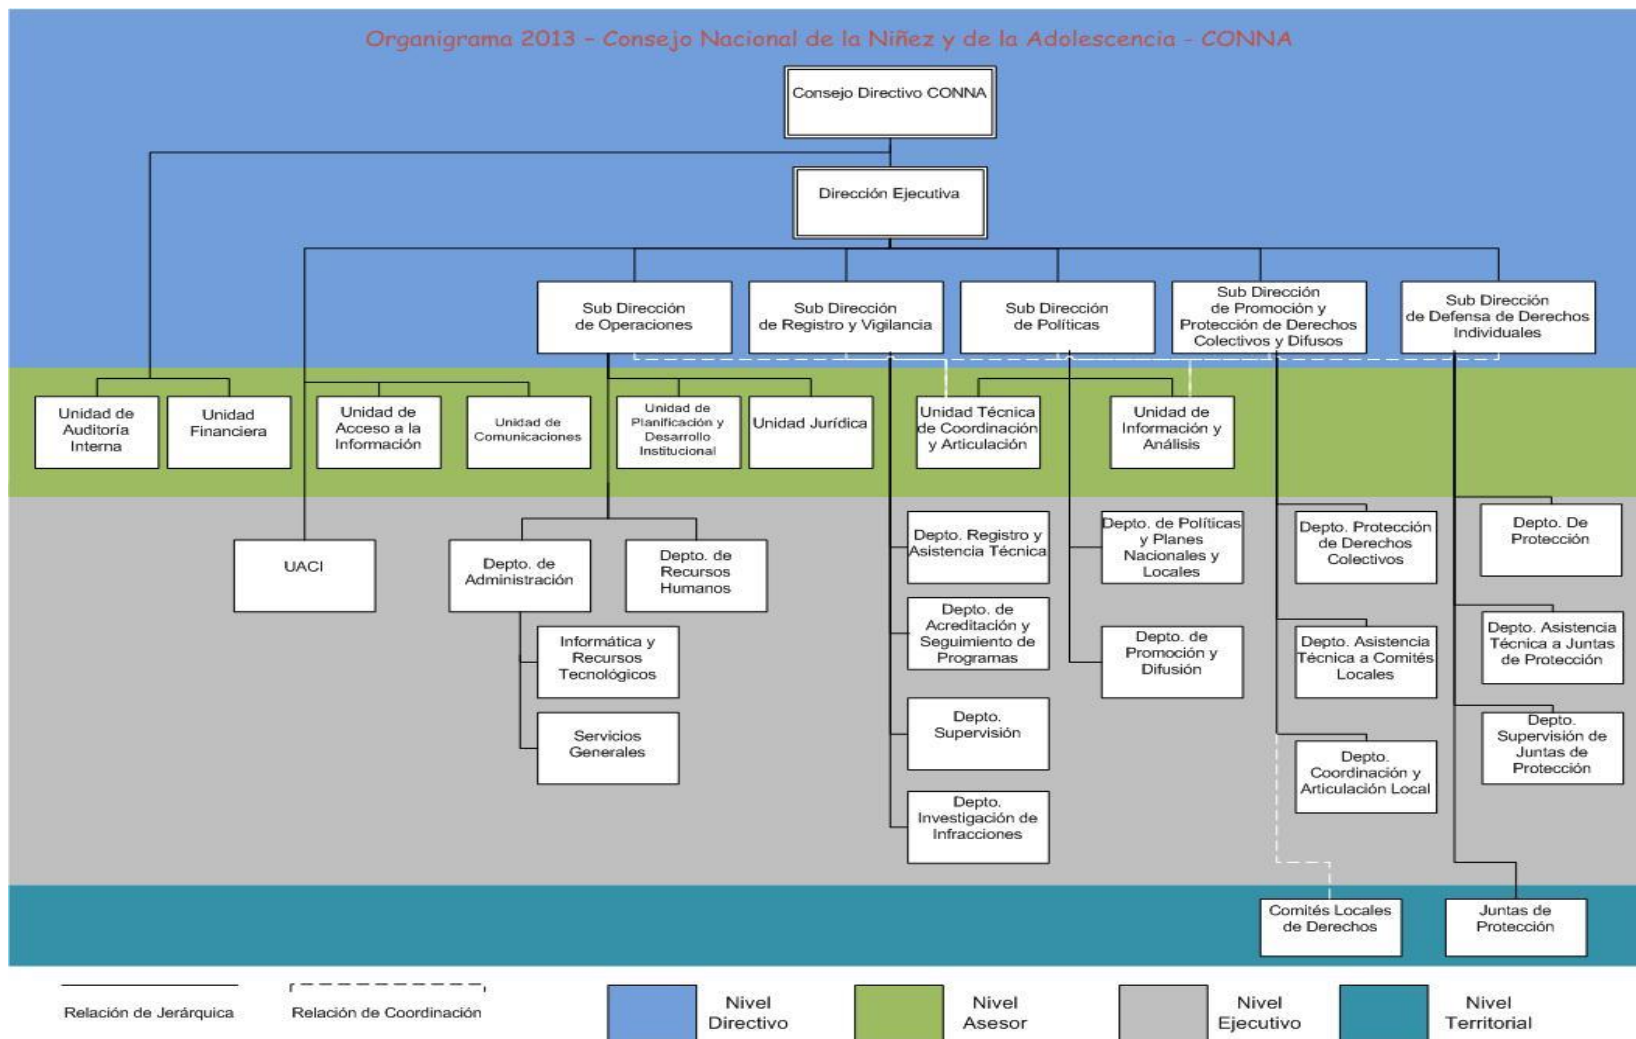 Organigrama 2013 – Consejo Nacional de la Niñez y de la Adolescencia - CONNA
Consejo Directivo CONNA
Dirección Ejecutiva
Sub Dirección
de Operaciones
Sub Dirección
de Registro y Vigilancia
Sub Dirección
de Políticas
Sub Dirección
de Promoción y
Protección de Derechos
Colectivos y Difusos
Sub Dirección
de Defensa de Derechos
Individuales
Unidad de
Auditoría
Interna
Unidad
Financiera
Unidad de
Acceso a la
Información
Unidad de
Comunicaciones
Unidad de
Planificación y
Desarrollo
Institucional
Unidad Jurídica
Unidad Técnica
de Coordinación
y Articulación
Unidad de
Información y
Análisis
UACI
Depto. de
Administración
Depto. de
Recursos
Humanos
Informática y
Recursos
Tecnológicos
Servicios
Generales
Depto. Registro y
Asistencia Técnica
Depto. de
Acreditación y
Seguimiento de
Programas
Depto.
Supervisión
Depto.
Investigación de
Infracciones
Depto. de Políticas
y Planes
Nacionales y
Locales
Depto. de
Promoción y
Difusión
Depto. Protección
de Derechos
Colectivos
Depto. Asistencia
Técnica a Comités
Locales
Depto.
Coordinación y
Articulación Local
Depto. De
Protección
Depto. Asistencia
Técnica a Juntas
de Protección
Depto.
Supervisión de
Juntas de
Protección
Comités Locales
de Derechos
Juntas de
Protección
Relación de Jerárquica
Relación de Coordinación
Nivel
Directivo
Nivel
Asesor
Nivel
Ejecutivo
Nivel
Territorial